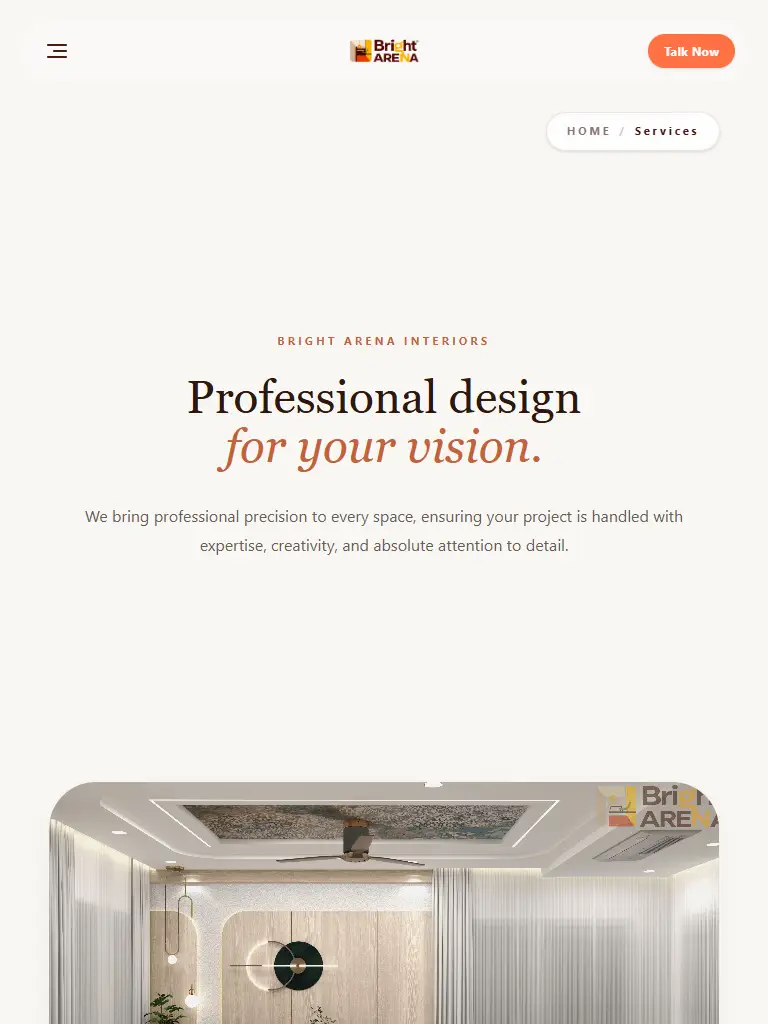 Bright
ARENA
Talk Now
HOME / Services
BRIGHT ARENA INTERIORS
Professional design
for your vision.
We bring professional precision to every space, ensuring your project is handled with
expertise, creativity, and absolute attention to detail.
Bright
ARENA